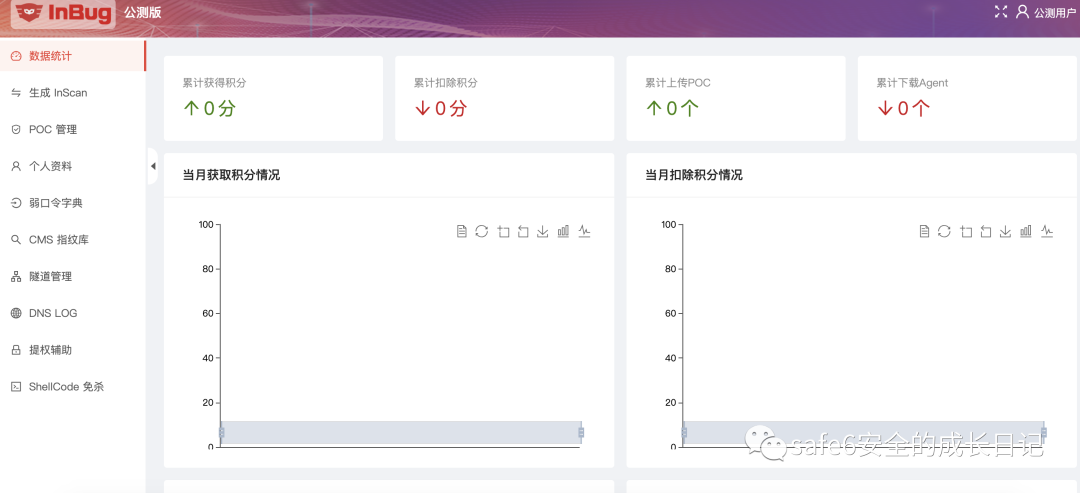 InBug 公测版
公测用户
数据统计
生成 InScan
POC 管理
个人资料
弱口令字典
CMS 指纹库
隧道管理
DNS LOG
提权辅助
ShellCode 免杀
累计获得积分
0分
累计扣除积分
0分
累计上传POC
0个
累计下载Agent
0个
当月获取积分情况
100
80
60
40
20
0
当月扣除积分情况
100
80
60
40
20
0
safe6安全的成长日记